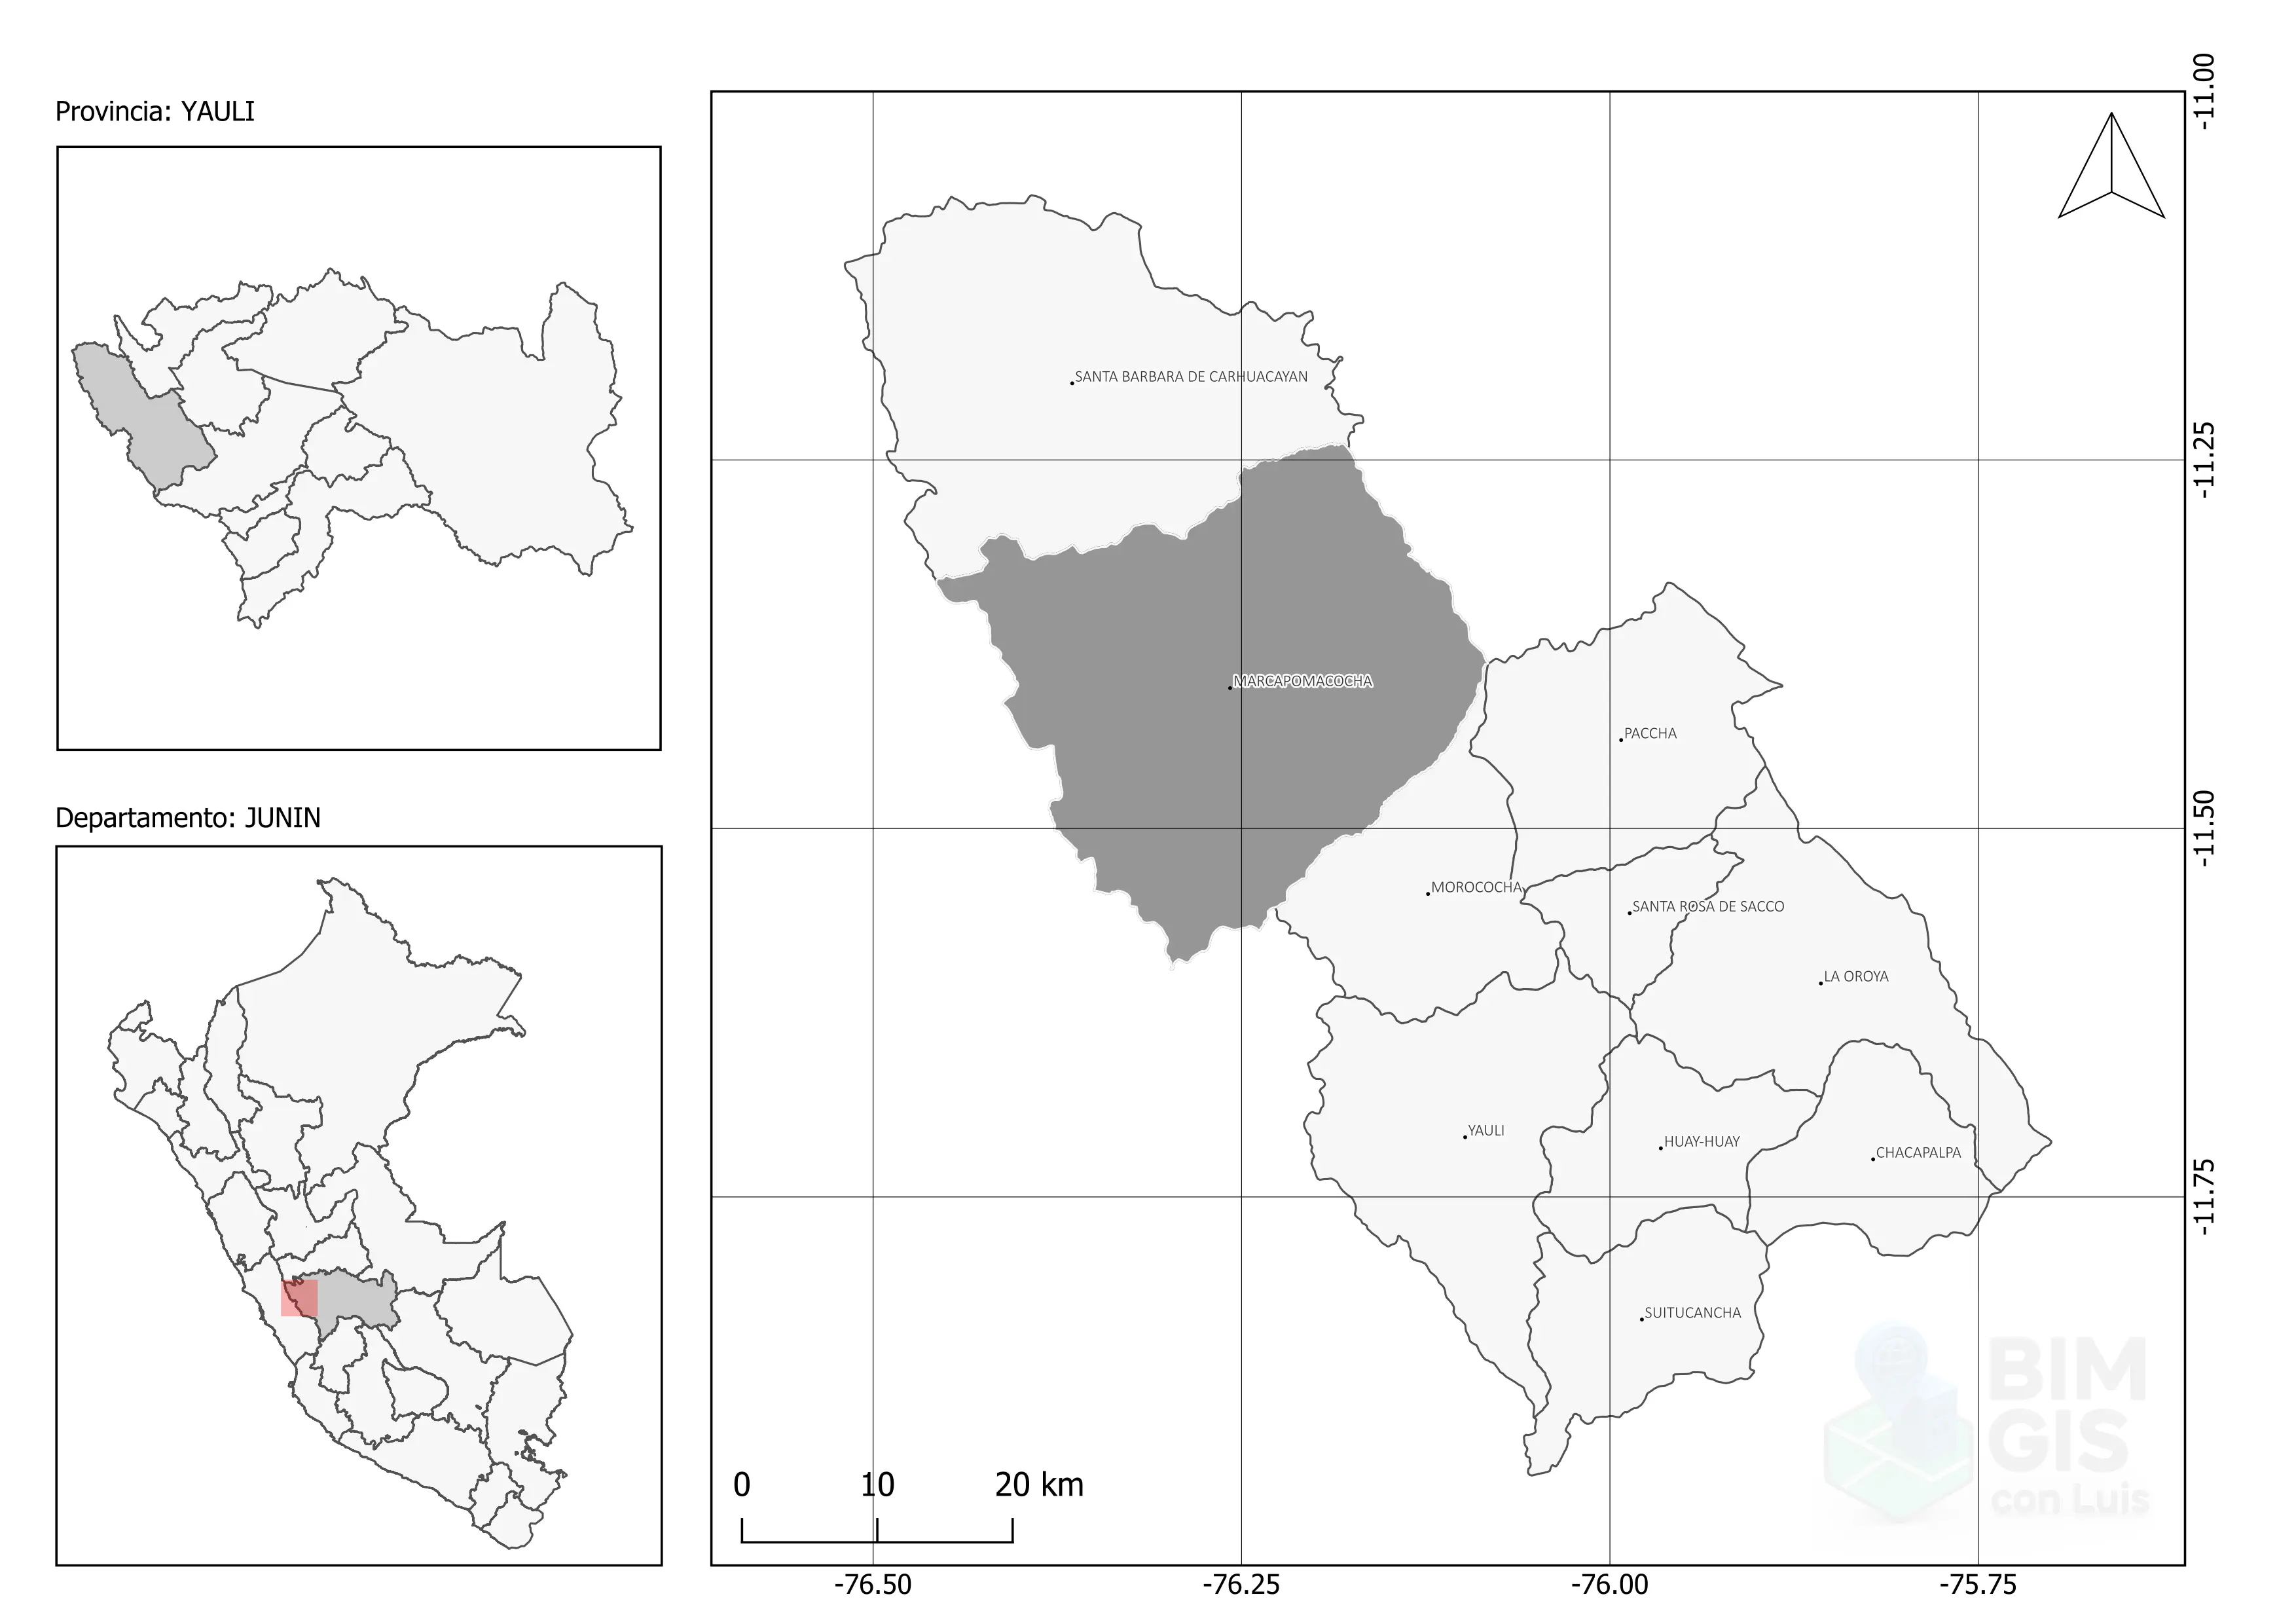 Provincia: YAULI
Departamento: JUNIN
SANTA BARBARA DE CARHUACAYAN
MARCAPOMACOCHA
PACCHA
MOROCOCHA
SANTA ROSA DE SACCO
LA OROYA
YAULI
HUAY-HUAY
CHACAPALPA
SUITUCANCHA
-11.00
-11.25
-11.50
-11.75
0 10 20 km
-76.50 -76.25 -76.00 -75.75
BIM
GIS
con Luis